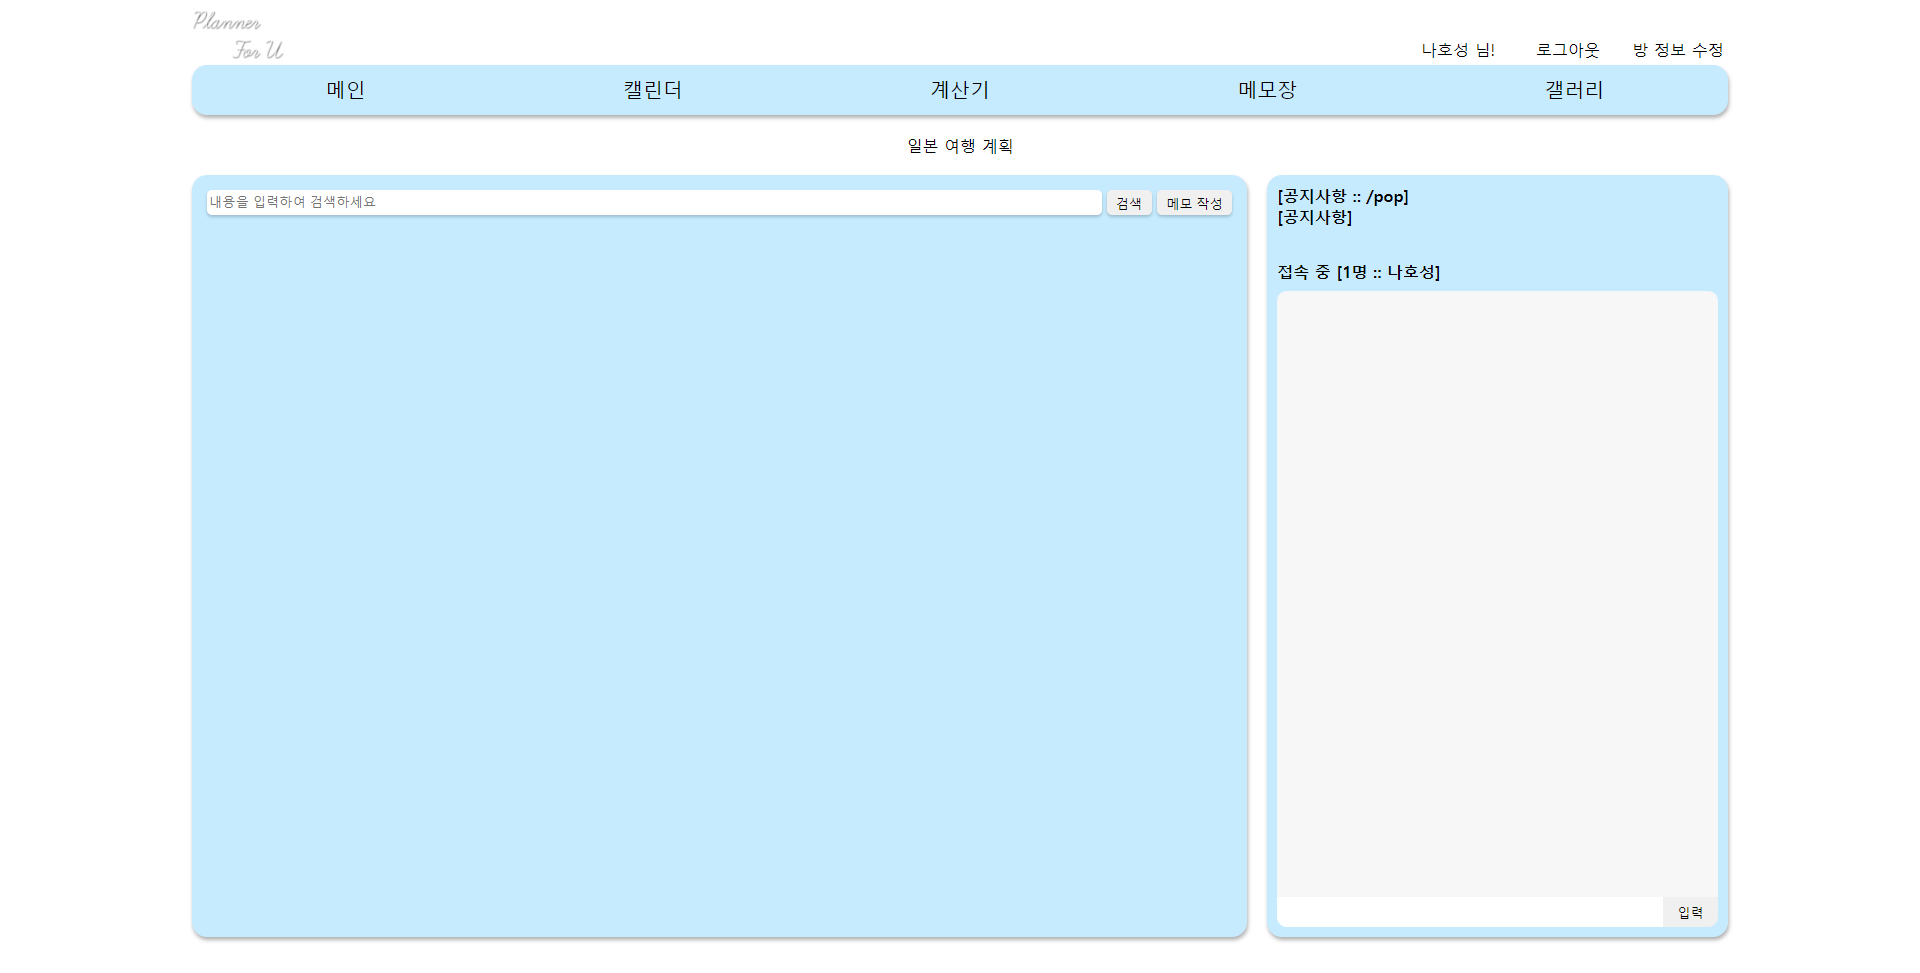 Planner
For U
나호성 님! 로그아웃 방 정보 수정
메인 캘린더 계산기 메모장 갤러리
일본 여행 계획
내용을 입력하여 검색하세요 검색 메모 작성
[공지사항 :: /pop]
[공지사항]
접속 중 [1명 :: 나호성]
입력